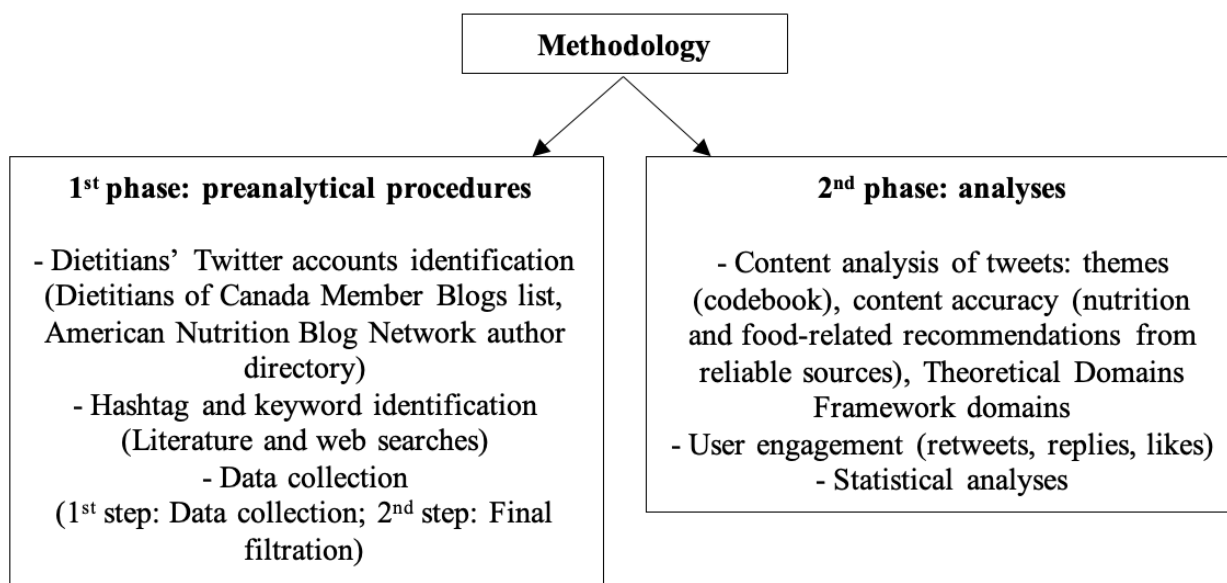 Methodology
1st phase: preanalytical procedures
- Dietitians’ Twitter accounts identification
(Dietitians of Canada Member Blogs list,
American Nutrition Blog Network author
directory)
- Hashtag and keyword identification
(Literature and web searches)
- Data collection
(1st step: Data collection; 2nd step: Final
filtration)
2nd phase: analyses
- Content analysis of tweets: themes
(codebook), content accuracy (nutrition
and food-related recommendations from
reliable sources), Theoretical Domains
Framework domains
- User engagement (retweets, replies, likes)
- Statistical analyses